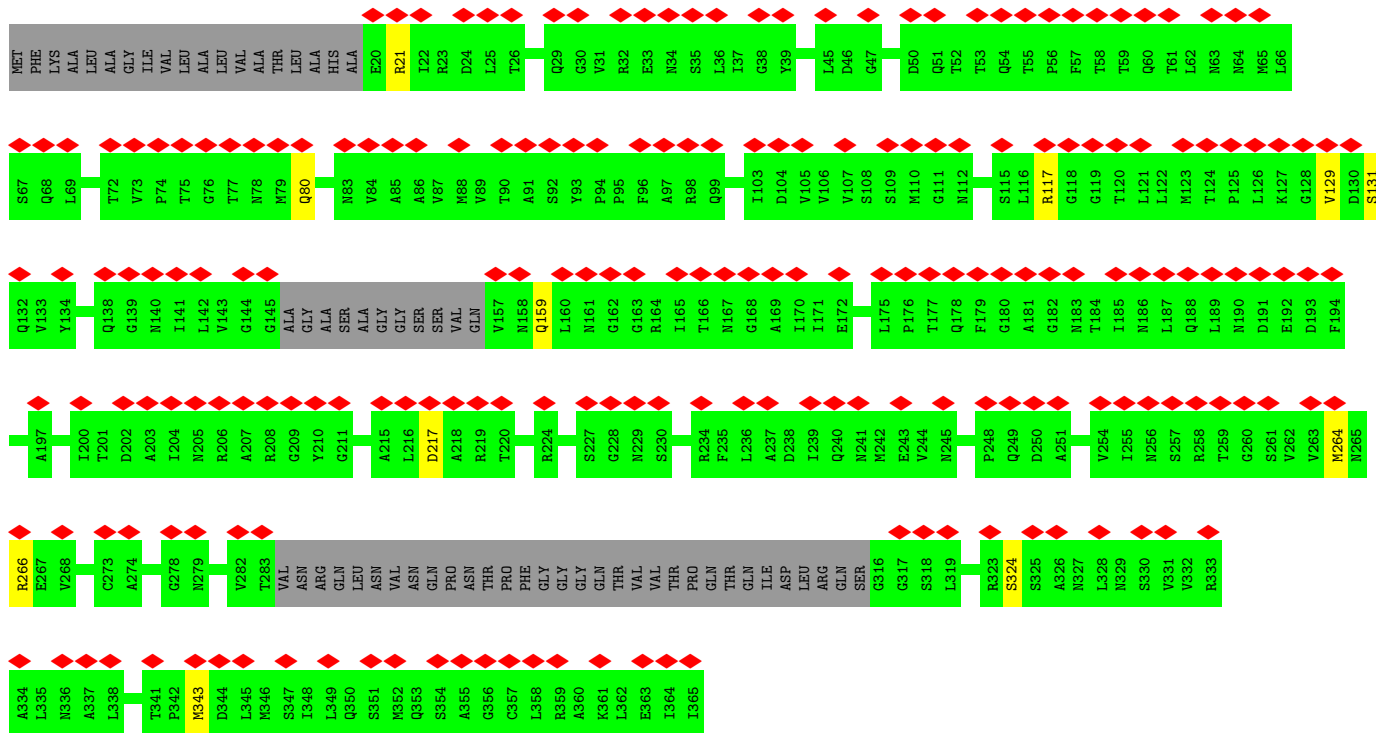 MET PHE LYS ALA LEU ALA ALA GLY ILE VAL LEU ALA LEU VAL ALA THR LEU ALA HIS ALA E20 R21 I22 R23 D24 L25 T26 Q29 G30 V31 R32 E33 N34 S35 L36 I37 G38 Y39 L45 D46 G47 D50 Q51 T52 T53 Q54 T55 P56 F57 T58 T59 Q60 T61 L62 N63 N64 M65 L66
S67 Q68 L69 T72 V73 P74 T75 G76 T77 N78 M79 Q80 N83 V84 A85 A86 V87 M88 V89 T90 A91 S92 Y93 P94 P95 F96 A97 R98 Q99 I103 D104 V105 V106 V107 S108 S109 M110 G111 N112 S115 L116 R117 G118 G119 T120 L121 L122 M123 T124 P125 L126 K127 G128 V129 D130 S131
Q132 V133 Y134 Q138 G139 N140 I141 L142 V143 G144 G145 ALA GLY ALA SER ALA GLY GLY SER SER VAL GLN V157 N158 Q159 L160 N161 G162 G163 R164 I165 T166 N167 G168 A169 I170 I171 E172 L175 P176 T177 Q178 F179 G180 A181 G182 N183 T184 I185 N186 L187 Q188 L189 N190 D191 E192 D193 F194
A197 I200 T201 D202 A203 I204 N205 R206 A207 R208 G209 Y210 G211 A215 L216 D217 A218 R219 T220 R224 S227 G228 N229 S230 R234 F235 L236 A237 D238 I239 Q240 N241 M242 E243 V244 N245 P248 Q249 D250 A251 V254 I255 N256 S257 R258 T259 G260 S261 V262 V263 M264 N265
R266 E267 V268 C273 A274 G278 N279 V282 T283 VAL ASN ARG GLN LEU ASN VAL ASN GLN PRO ASN THR PRO PHE GLY GLY GLY GLN THR VAL VAL THR PRO GLN THR GLN ILE ASP LEU ARG GLN SER G316 G317 S318 L319 R323 S324 S325 A326 N327 L328 N329 S330 V331 V332 R333
A334 L335 N336 A337 L338 T341 P342 M343 D344 L345 M346 S347 I348 L349 Q350 S351 M352 Q353 S354 A355 G356 C357 L358 R359 A360 K361 L362 E363 I364 I365